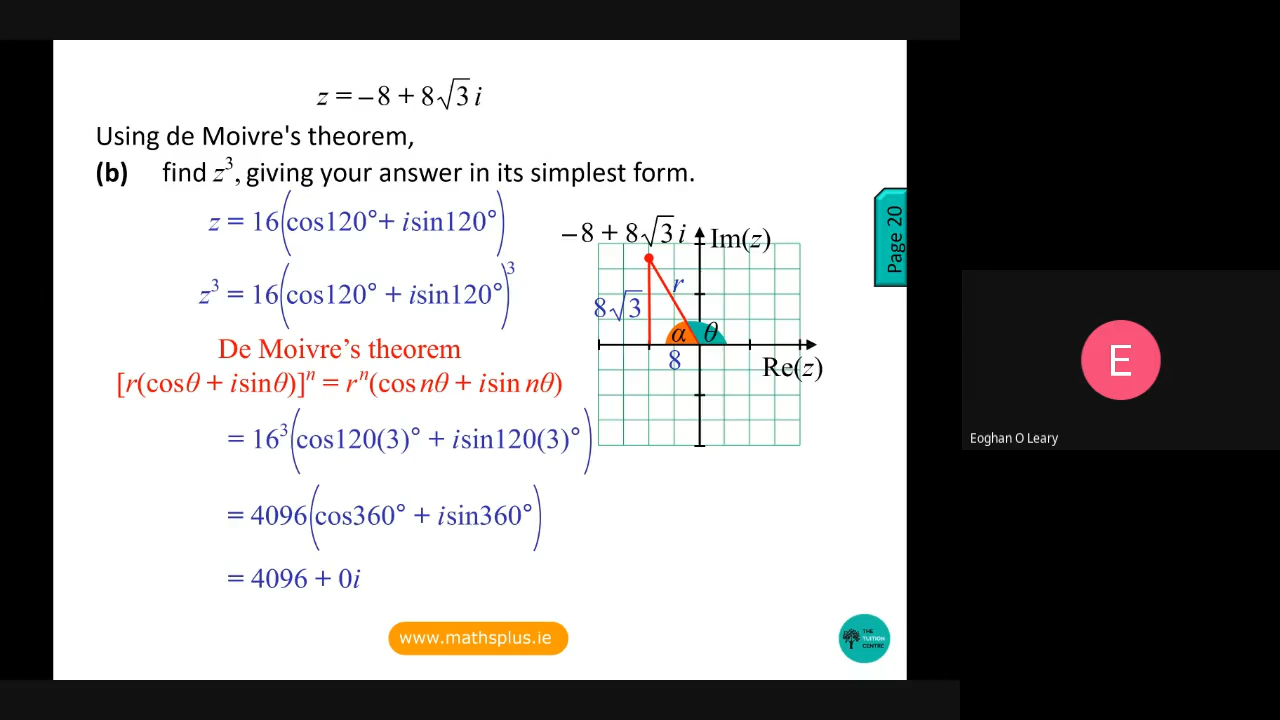 z = −8 + 8√3 i
Using de Moivre's theorem,
(b) find z³, giving your answer in its simplest form.
z = 16(cos120° + i sin120°)
z³ = 16(cos120° + i sin120°)³
De Moivre’s theorem
[r(cosθ + i sinθ)]ⁿ = rⁿ(cos nθ + i sin nθ)
= 16³(cos120(3)° + i sin120(3)°)
= 4096(cos360° + i sin360°)
= 4096 + 0i
−8 + 8√3 i
Im(z)
r
8√3
α
θ
8
Re(z)
Page 20
www.mathsplus.ie
THE
TUITION
CENTRE
E
Eoghan O Leary